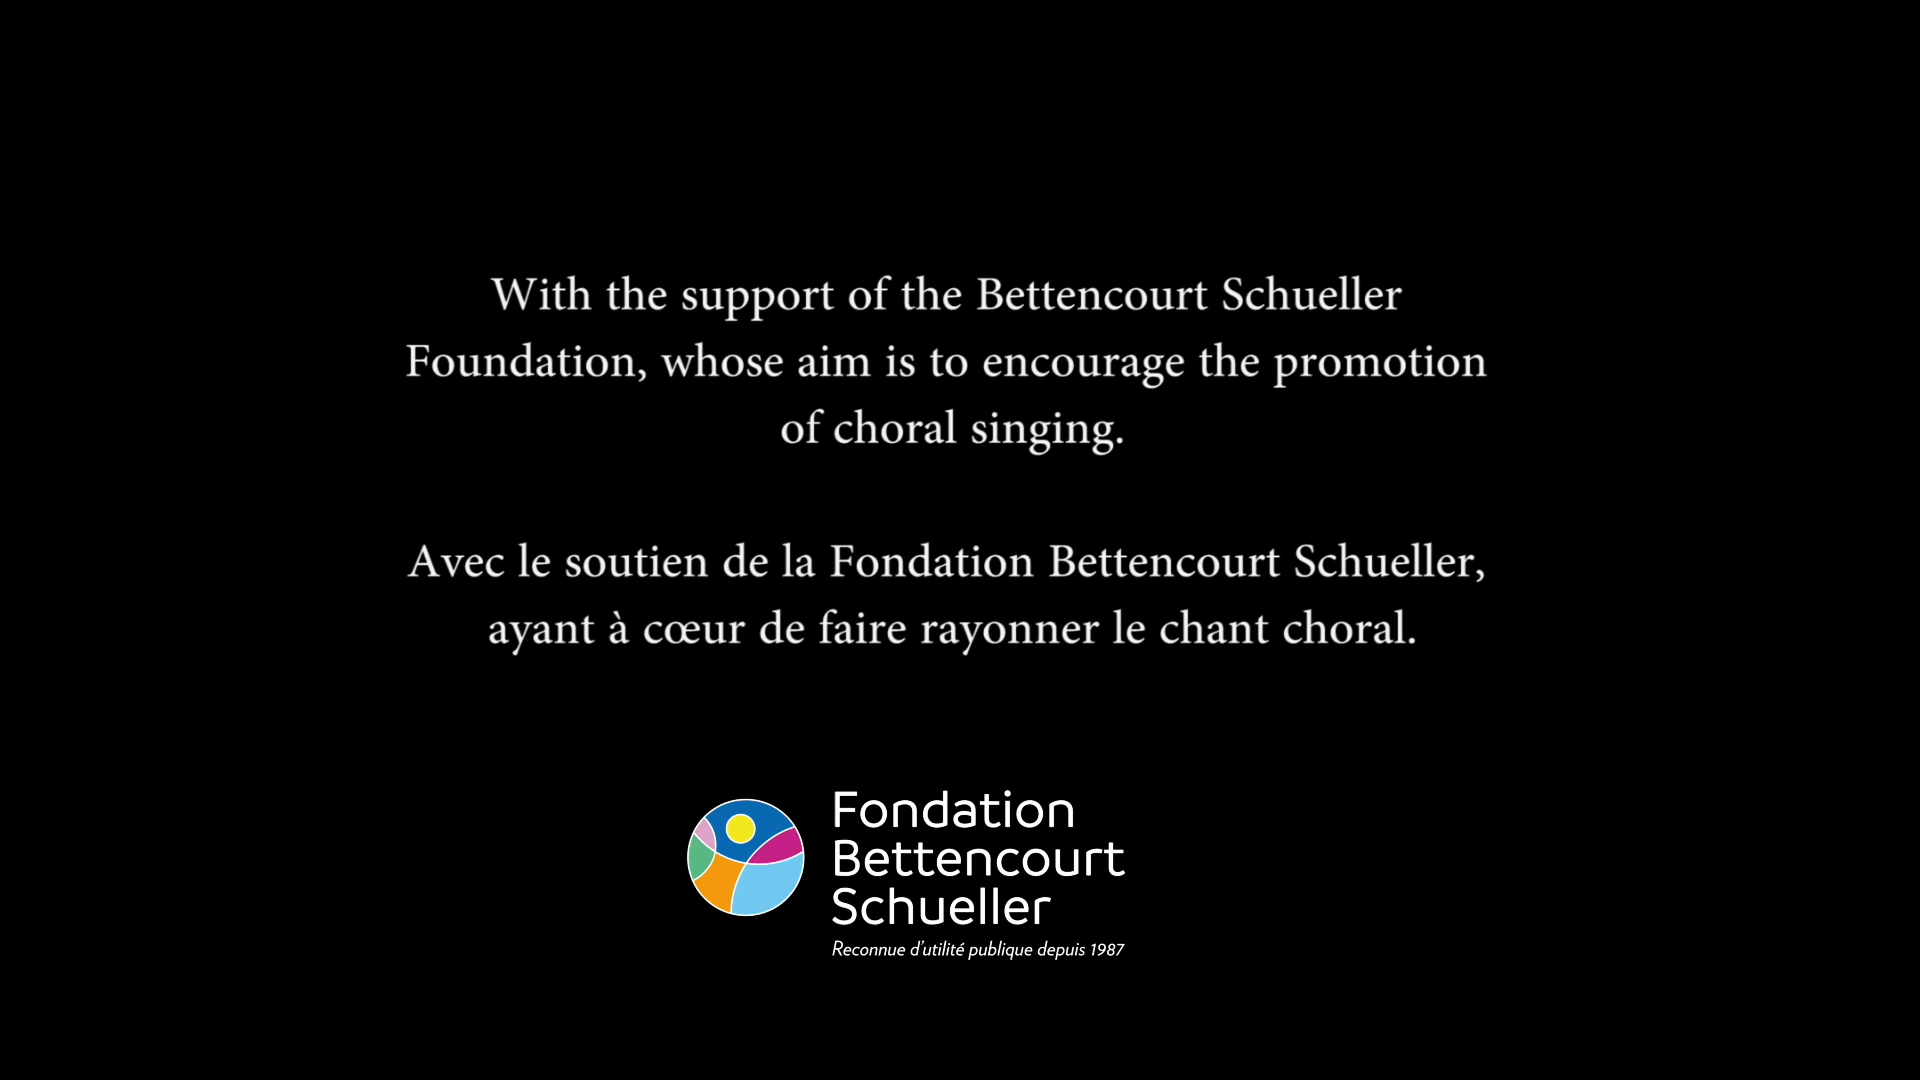 With the support of the Bettencourt Schueller
Foundation, whose aim is to encourage the promotion
of choral singing.
Avec le soutien de la Fondation Bettencourt Schueller,
ayant à cœur de faire rayonner le chant choral.
Fondation
Bettencourt
Schueller
Reconnue d'utilité publique depuis 1987